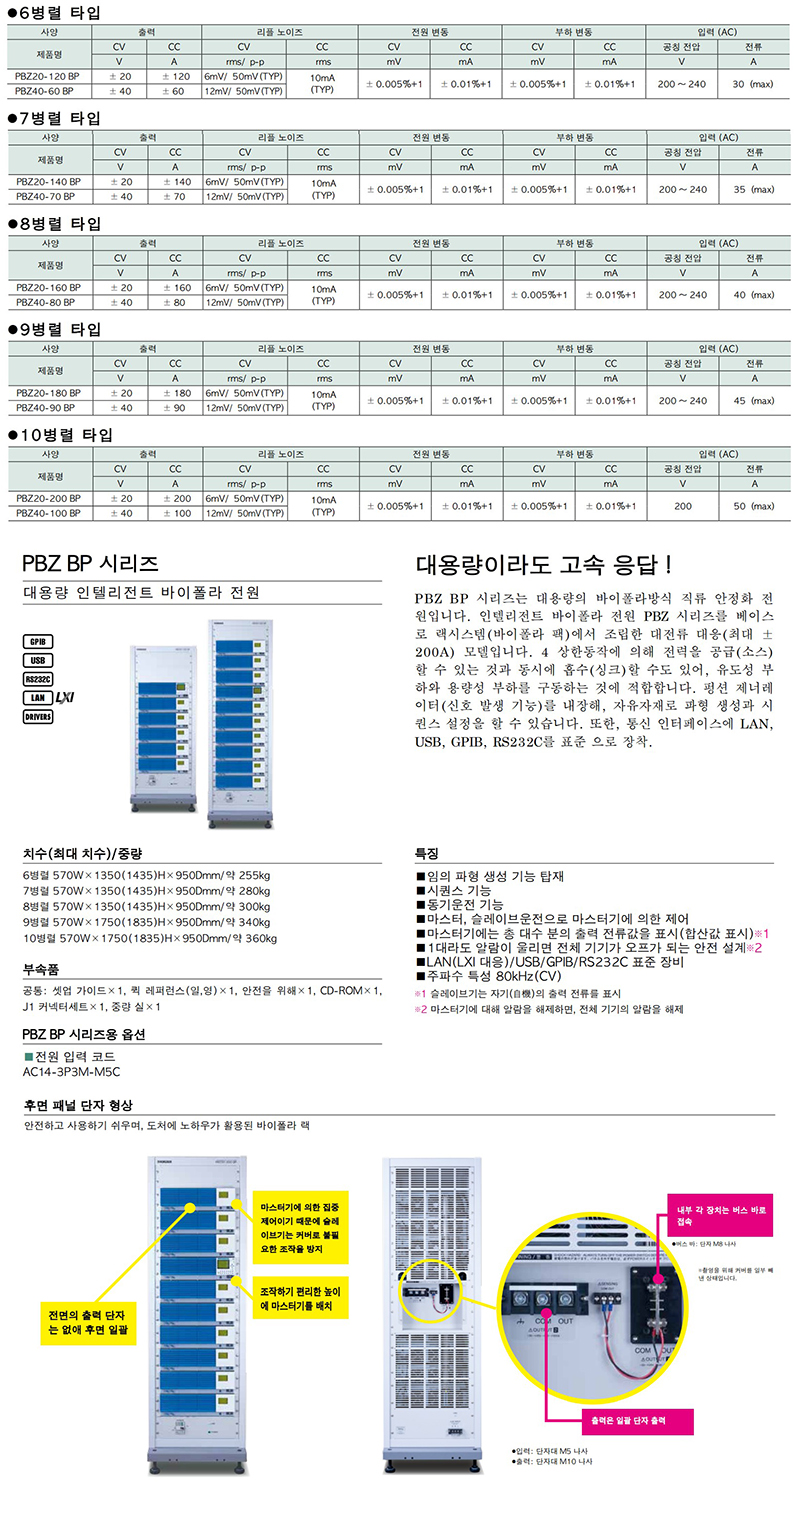 ●6병렬 타입
사양 출력 리플 노이즈 전원 변동 부하 변동 입력 (AC)
제품명 CV CC CV CC CV CC CV CC 공칭 전압 전류
V A rms/ p-p rms mV mA mV mA V A
PBZ20-120 BP ± 20 ± 120 6mV/ 50mV(TYP) 10mA (TYP) ± 0.005%+1 ± 0.01%+1 ± 0.005%+1 ± 0.01%+1 200 ~ 240 30 (max)
PBZ40-60 BP ± 40 ± 60 12mV/ 50mV(TYP)
●7병렬 타입
사양 출력 리플 노이즈 전원 변동 부하 변동 입력 (AC)
제품명 CV CC CV CC CV CC CV CC 공칭 전압 전류
V A rms/ p-p rms mV mA mV mA V A
PBZ20-140 BP ± 20 ± 140 6mV/ 50mV(TYP) 10mA (TYP) ± 0.005%+1 ± 0.01%+1 ± 0.005%+1 ± 0.01%+1 200 ~ 240 35 (max)
PBZ40-70 BP ± 40 ± 70 12mV/ 50mV(TYP)
●8병렬 타입
사양 출력 리플 노이즈 전원 변동 부하 변동 입력 (AC)
제품명 CV CC CV CC CV CC CV CC 공칭 전압 전류
V A rms/ p-p rms mV mA mV mA V A
PBZ20-160 BP ± 20 ± 160 6mV/ 50mV(TYP) 10mA (TYP) ± 0.005%+1 ± 0.01%+1 ± 0.005%+1 ± 0.01%+1 200 ~ 240 40 (max)
PBZ40-80 BP ± 40 ± 80 12mV/ 50mV(TYP)
●9병렬 타입
사양 출력 리플 노이즈 전원 변동 부하 변동 입력 (AC)
제품명 CV CC CV CC CV CC CV CC 공칭 전압 전류
V A rms/ p-p rms mV mA mV mA V A
PBZ20-180 BP ± 20 ± 180 6mV/ 50mV(TYP) 10mA (TYP) ± 0.005%+1 ± 0.01%+1 ± 0.005%+1 ± 0.01%+1 200 ~ 240 45 (max)
PBZ40-90 BP ± 40 ± 90 12mV/ 50mV(TYP)
●10병렬 타입
사양 출력 리플 노이즈 전원 변동 부하 변동 입력 (AC)
제품명 CV CC CV CC CV CC CV CC 공칭 전압 전류
V A rms/ p-p rms mV mA mV mA V A
PBZ20-200 BP ± 20 ± 200 6mV/ 50mV(TYP) 10mA (TYP) ± 0.005%+1 ± 0.01%+1 ± 0.005%+1 ± 0.01%+1 200 50 (max)
PBZ40-100 BP ± 40 ± 100 12mV/ 50mV(TYP)
PBZ BP 시리즈
대용량 인텔리전트 바이폴라 전원
GPIB
USB
RS232C
LAN LXI
DRIVERS
대용량이라도 고속 응답 !
PBZ BP 시리즈는 대용량의 바이폴라방식 직류 안정화 전
원입니다. 인텔리전트 바이폴라 전원 PBZ 시리즈를 베이스
로 랙시스템(바이폴라 팩)에서 조립한 대전류 대응(최대 ±
200A) 모델입니다. 4 상한동작에 의해 전력을 공급(소스)
할 수 있는 것과 동시에 흡수(싱크)할 수도 있어, 유도성 부
하와 용량성 부하를 구동하는 것에 적합합니다. 펑션 제너레
이터(신호 발생 기능)를 내장해, 자유자재로 파형 생성과 시
퀀스 설정을 할 수 있습니다. 또한, 통신 인터페이스에 LAN,
USB, GPIB, RS232C를 표준 으로 장착.
치수(최대 치수)/중량
6병렬 570W×1350(1435)H×950Dmm/약 255kg
7병렬 570W×1350(1435)H×950Dmm/약 280kg
8병렬 570W×1350(1435)H×950Dmm/약 300kg
9병렬 570W×1750(1835)H×950Dmm/약 340kg
10병렬 570W×1750(1835)H×950Dmm/약 360kg
부속품
공통: 셋업 가이드×1, 퀵 레퍼런스(일,영)×1, 안전을 위해×1, CD-ROM×1,
J1 커넥터세트×1, 중량 실×1
PBZ BP 시리즈용 옵션
■전원 입력 코드
AC14-3P3M-M5C
특징
■임의 파형 생성 기능 탑재
■시퀀스 기능
■동기운전 기능
■마스터, 슬레이브운전으로 마스터기에 의한 제어
■마스터기에는 총 대수 분의 출력 전류값을 표시(합산값 표시)※1
■1대라도 알람이 울리면 전체 기기가 오프가 되는 안전 설계※2
■LAN(LXI 대응)/USB/GPIB/RS232C 표준 장비
■주파수 특성 80kHz(CV)
※1 슬레이브기는 자기(自機)의 출력 전류를 표시
※2 마스터기에 대해 알람을 해제하면, 전체 기기의 알람을 해제
후면 패널 단자 형상
안전하고 사용하기 쉬우며, 도처에 노하우가 활용된 바이폴라 랙
마스터기에 의한 집중
제어이기 때문에 슬레
이브기는 커버로 불필
요한 조작을 방지
조작하기 편리한 높이
에 마스터기를 배치
전면의 출력 단자
는 없애 후면 일괄
내부 각 장치는 버스 바로
접속
●버스 바: 단자 M8 나사
※촬영을 위해 커버를 일부 빼
낸 상태입니다.
COM OUT
⚠OUTPUT
⚠SENSING
COM OUT
⚠OUTPUT
출력은 일괄 단자 출력
●입력: 단자대 M5 나사
●출력: 단자대 M10 나사